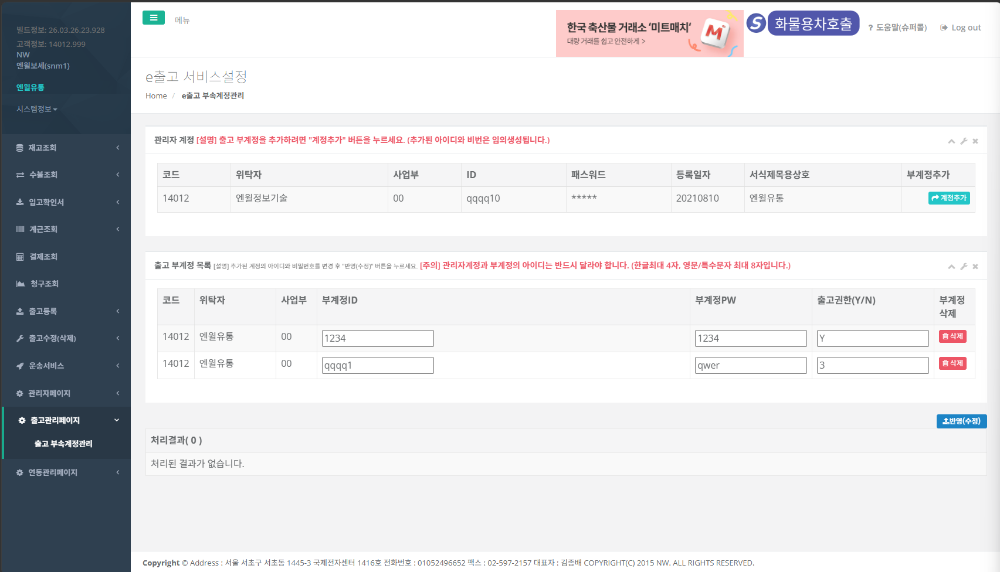 빌드정보: 26.03.26.23.928
고객정보: 14012.999
NW
엔윌보세(snm1)
엔윌유통
시스템정보
재고조회
수불조회
입고확인서
계근조회
결제조회
청구조회
출고등록
출고수정(삭제)
운송서비스
관리자페이지
출고관리페이지
출고 부속계정관리
연동관리페이지
메뉴
한국 축산물 거래소 ‘미트매치’
대량 거래를 쉽고 안전하게 >
M
S 화물용차호출
? 도움말(슈퍼콜)
Log out
e출고 서비스설정
Home / e출고 부속계정관리
관리자 계정 [설명] 출고 부계정을 추가하려면 "계정추가" 버튼을 누르세요. (추가된 아이디와 비번은 임의생성됩니다.)
코드 위탁자 사업부 ID 패스워드 등록일자 서식제목용상호 부계정추가
14012 엔윌정보기술 00 qqqq10 ***** 20210810 엔윌유통 계정추가
출고 부계정 목록 [설명] 추가된 계정의 아이디와 비밀번호를 변경 후 "반영(수정)" 버튼을 누르세요. [주의] 관리자계정과 부계정의 아이디는 반드시 달라야 합니다. (한글최대 4자, 영문/특수문자 최대 8자입니다.)
코드 위탁자 사업부 부계정ID 부계정PW 출고권한(Y/N) 부계정
삭제
14012 엔윌유통 00 1234 1234 Y 삭제
14012 엔윌유통 00 qqqq1 qwer 3 삭제
반영(수정)
처리결과( 0 )
처리된 결과가 없습니다.
Copyright © Address : 서울 서초구 서초동 1445-3 국제전자센터 1416호 전화번호 : 01052496652 팩스 : 02-597-2157 대표자 : 김종배 COPYRIGHT(C) 2015 NW. ALL RIGHTS RESERVED.